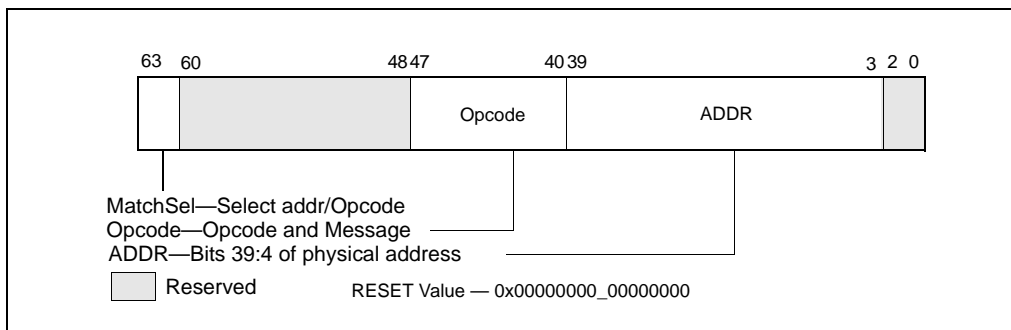 63 60 48 47 40 39 3 2 0
Opcode ADDR
MatchSel—Select addr/Opcode
Opcode—Opcode and Message
ADDR—Bits 39:4 of physical address
Reserved RESET Value — 0x00000000_00000000